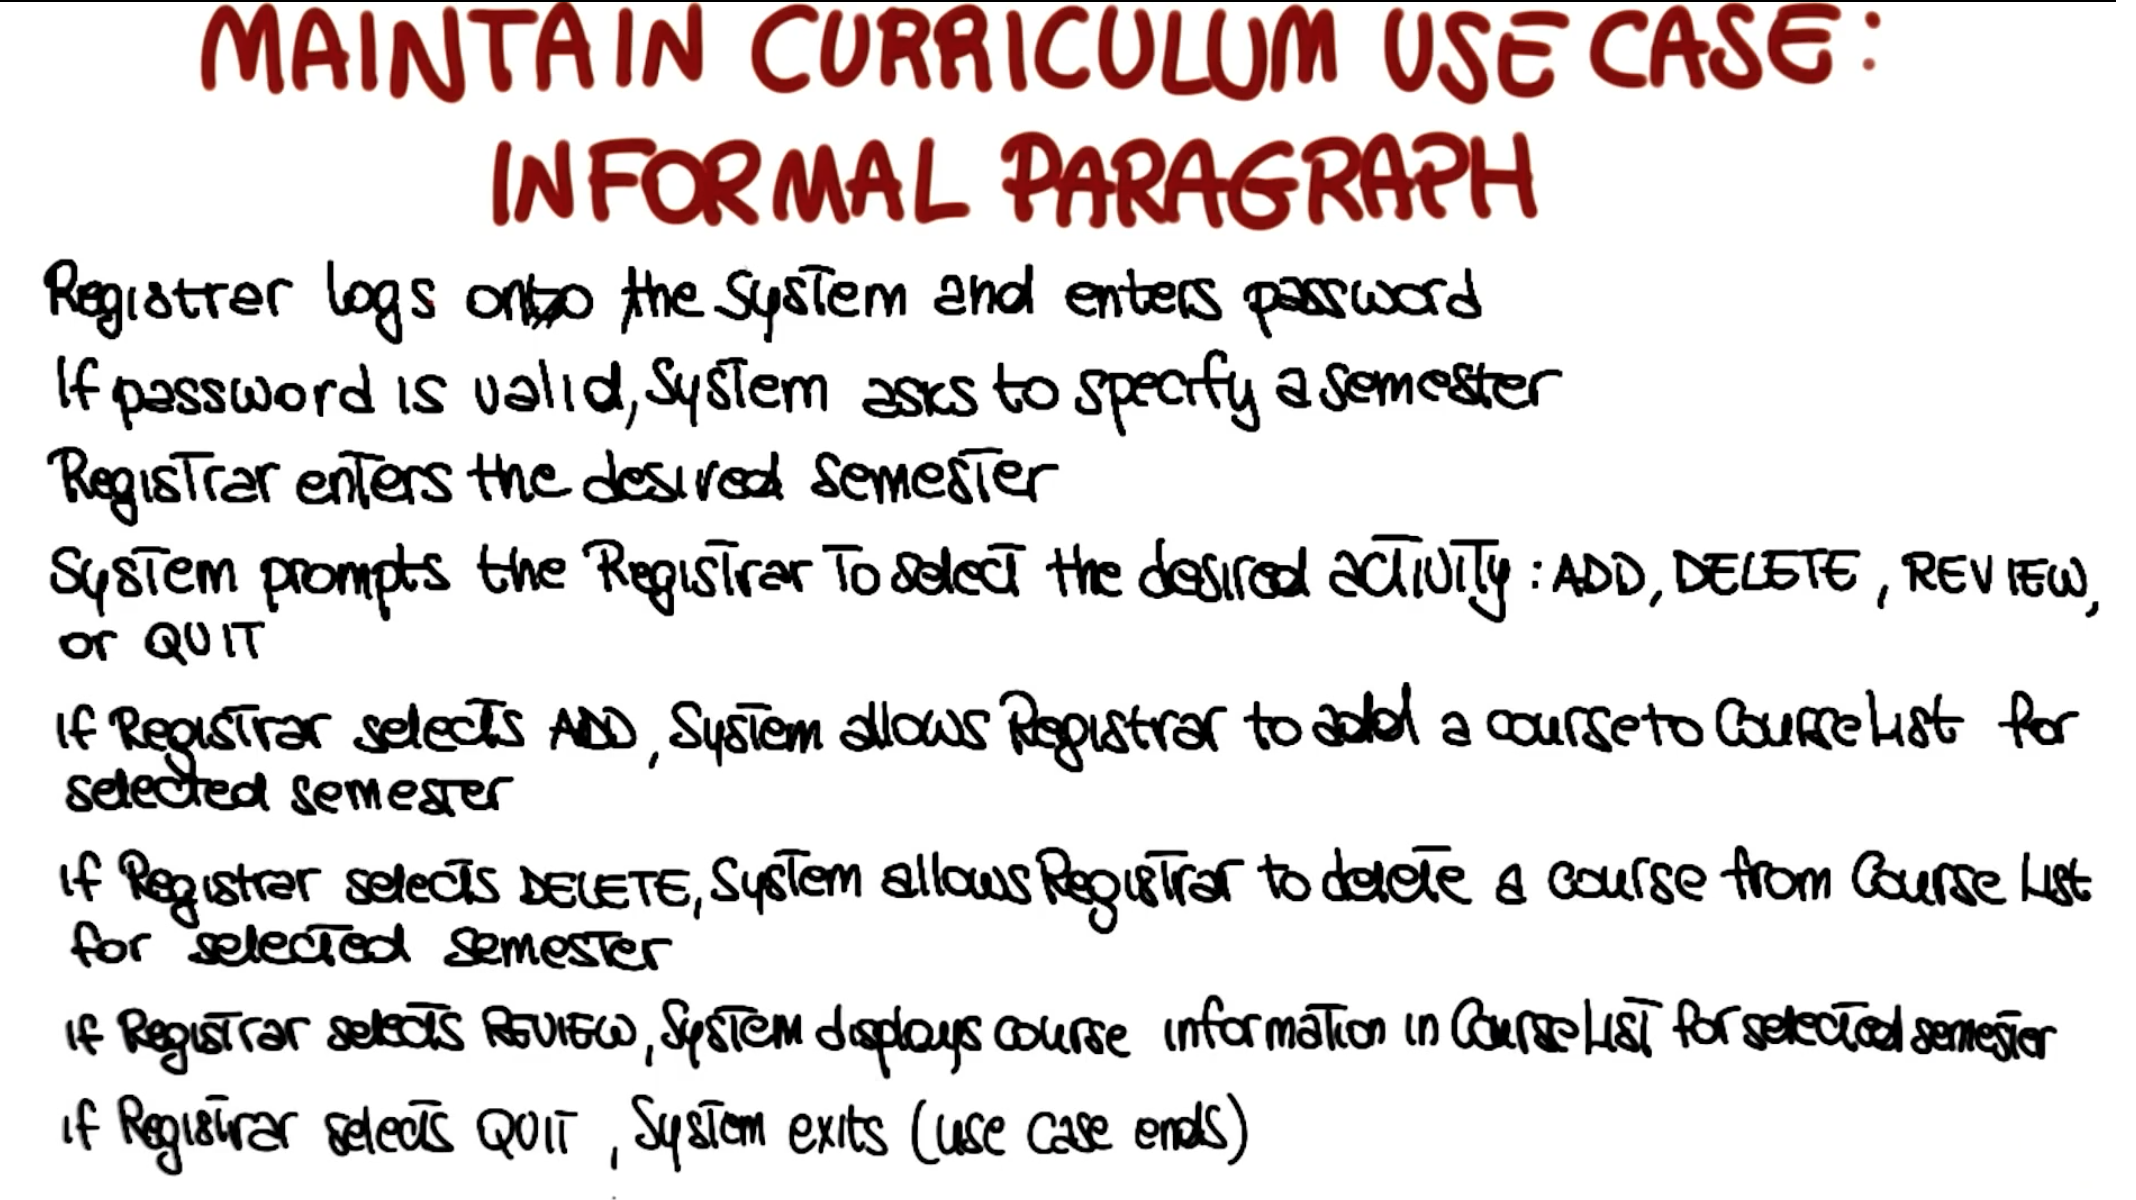 MAINTAIN CURRICULUM USE CASE:
INFORMAL PARAGRAPH
Registrar logs onto the System and enters password
If password is valid, System asks to specify a semester
Registrar enters the desired semester
System prompts the Registrar To select the desired activity: ADD, DELETE, REVIEW,
or QUIT
If Registrar selects ADD, System allows Registrar to add a course to Course List for
selected semester
if Registrar selects DELETE, System allows Registrar to delete a course from Course List
for selected semester
if Registrar selects REVIEW, System displays course information in Course List for selected semester
if Registrar selects QUIT, System exits (use case ends)